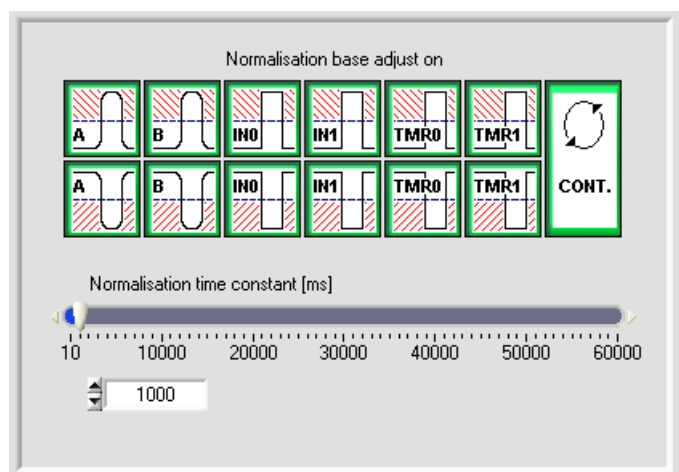 Normalisation base adjust on
A B IN0 IN1 TMR0 TMR1
A B IN0 IN1 TMR0 TMR1 CONT.
Normalisation time constant [ms]
10 10000 20000 30000 40000 50000 60000
1000